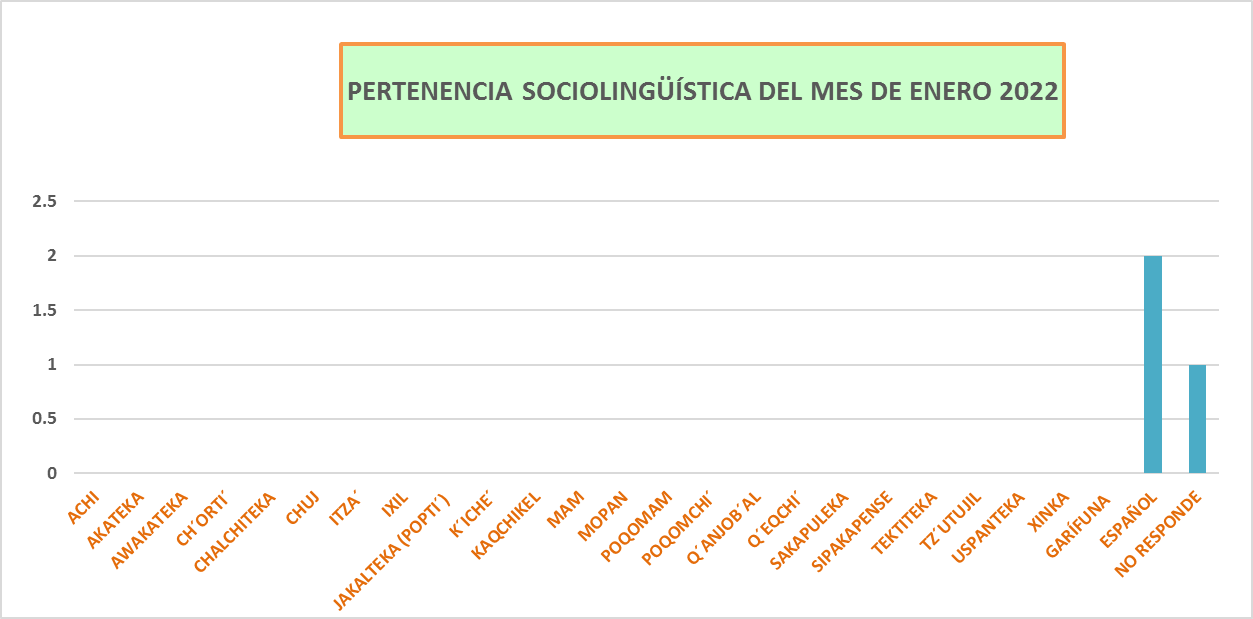 PERTENENCIA SOCIOLINGÜÍSTICA DEL MES DE ENERO 2022
2.5
2
1.5
1
0.5
0
ACHI
AKATEKA
AWAKATEKA
CH´ORTI´
CHALCHITEKA
CHUJ
ITZA´
IXIL
JAKALTEKA (POPTI´)
K´ICHE´
KAQCHIKEL
MAM
MOPAN
POQOMAM
POQOMCHI´
Q´ANJOB´AL
Q´EQCHI´
SAKAPULEKA
SIPAKAPENSE
TEKTITEKA
TZ´UTUJIL
USPANTEKA
XINKA
GARÍFUNA
ESPAÑOL
NO RESPONDE